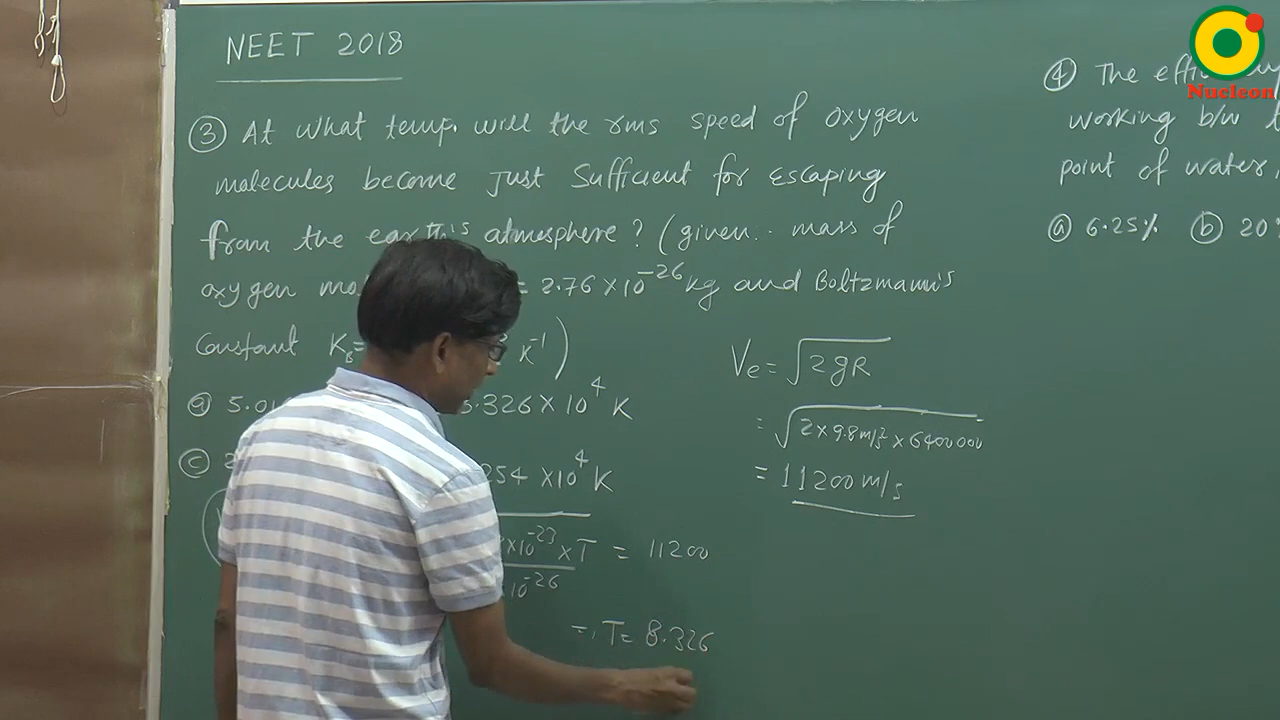 NEET 2018
③ At what temp. will the rms speed of oxygen
molecules become just sufficient for escaping
from the earth's atmosphere? (given.. mass of
oxygen = 2.76 × 10⁻²⁶ kg and Boltzmann's
Constant K_B = K⁻¹)
ⓐ 5.0 .326 × 10⁴ K
ⓒ 2 254 × 10⁴ K
×10⁻²³ × T = 11200
10⁻²⁶
T = 8.326
Ve = √2gR
= √2 × 9.8 m/s² × 6400000
= 11200 m/s
④ The
working b/w
point of water,
ⓐ 6.25% ⓑ 20
Nucleon